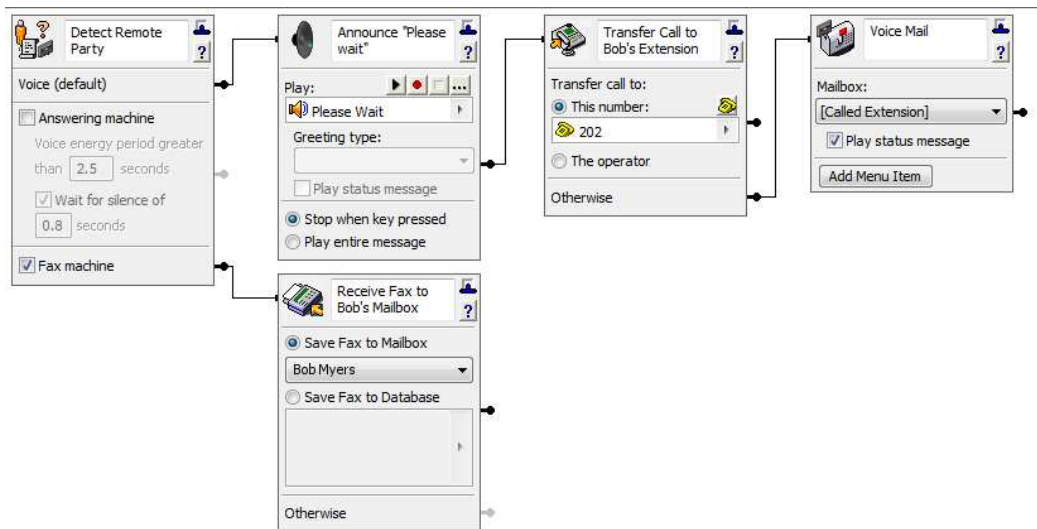 Detect Remote
Party
?
Voice (default)
Answering machine
Voice energy period greater
than 2.5 seconds
Wait for silence of
0.8 seconds
Fax machine
Announce "Please
wait"
?
Play:
...
Please Wait
Greeting type:
Play status message
Stop when key pressed
Play entire message
Receive Fax to
Bob's Mailbox
?
Save Fax to Mailbox
Bob Myers
Save Fax to Database
Otherwise
Transfer Call to
Bob's Extension
?
Transfer call to:
This number:
202
The operator
Otherwise
Voice Mail
?
Mailbox:
[Called Extension]
Play status message
Add Menu Item